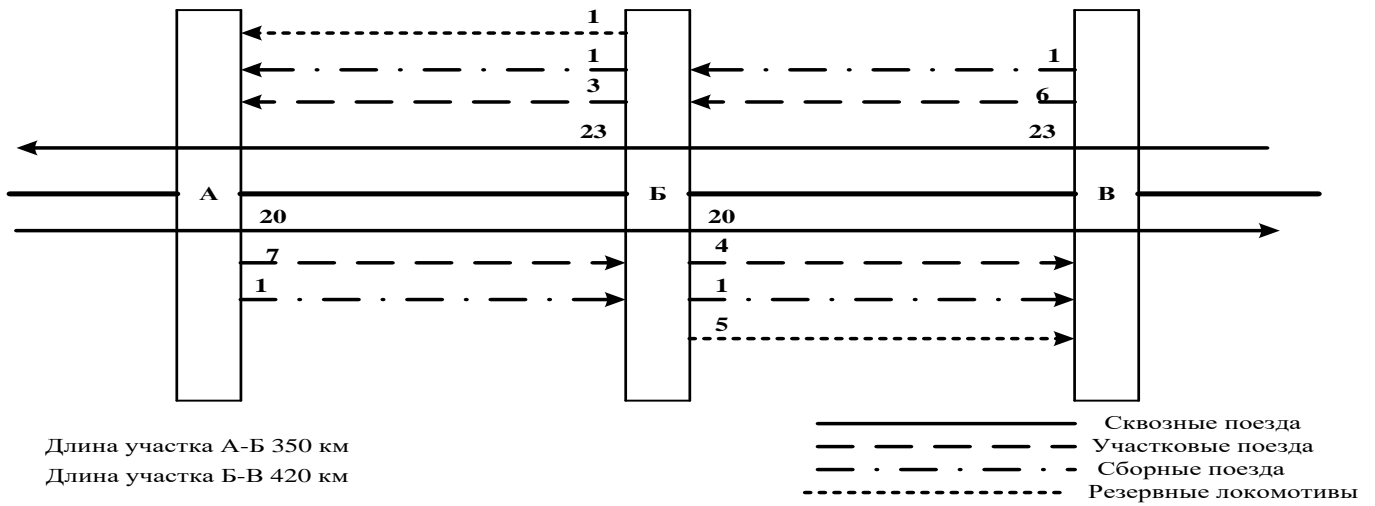 1
1
1
3
6
23
23
А
Б
В
20
20
7
4
1
1
5
Длина участка А-Б 350 км
Длина участка Б-В 420 км
Сквозные поезда
Участковые поезда
Сборные поезда
Резервные локомотивы